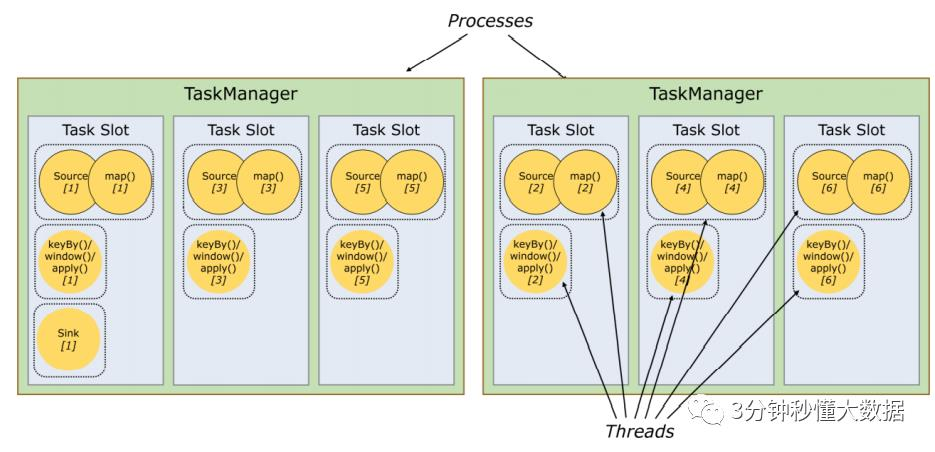 Processes
TaskManager
Task Slot
Task Slot
Task Slot
Source
[1]
map()
[1]
Source
[3]
map()
[3]
Source
[5]
map()
[5]
keyBy()/
window()/
apply()
[1]
keyBy()/
window()/
apply()
[3]
keyBy()/
window()/
apply()
[5]
Sink
[1]
TaskManager
Task Slot
Task Slot
Task Slot
Source
[2]
map()
[2]
Source
[4]
map()
[4]
Source
[6]
map()
[6]
keyBy()/
window()/
apply()
[2]
keyBy()/
window()/
apply()
[4]
keyBy()/
window()/
apply()
[6]
Threads
3分钟秒懂大数据